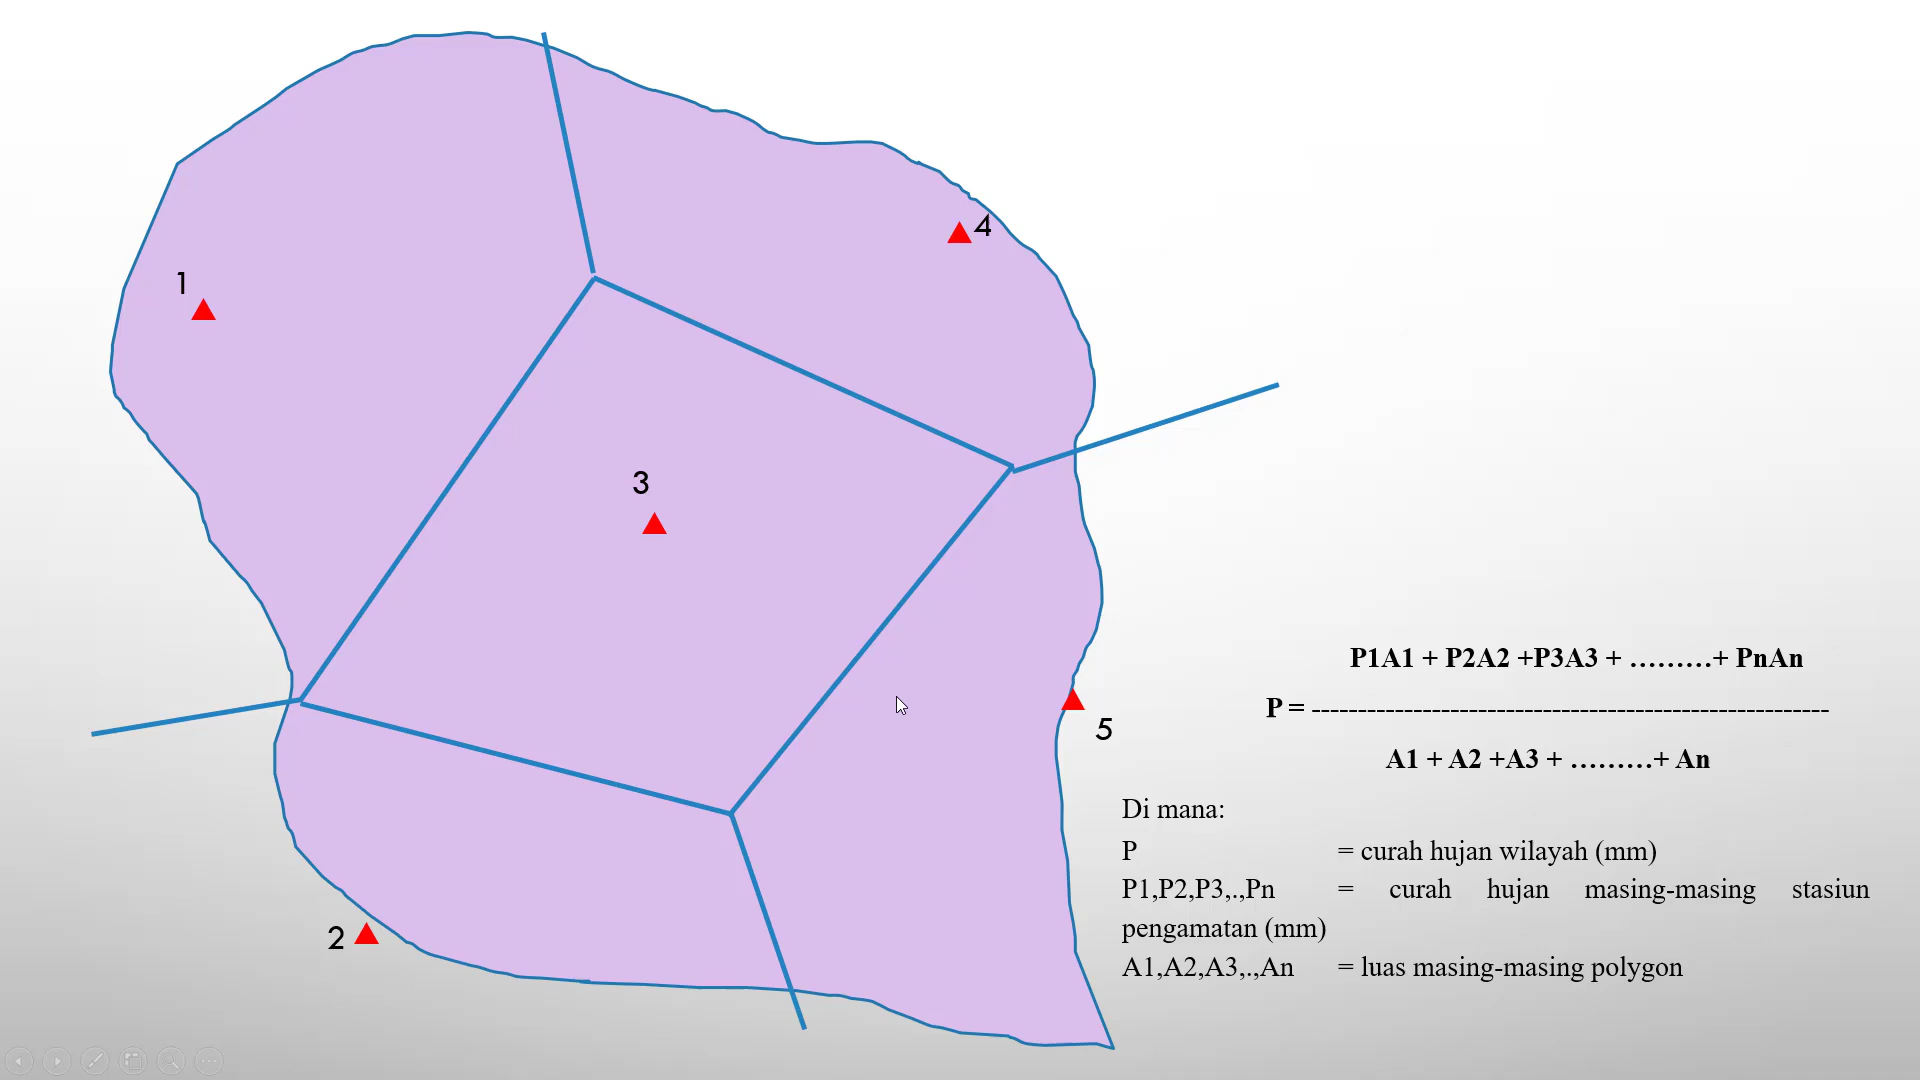 1
4
3
5
2
P1A1 + P2A2 +P3A3 + ………+ PnAn
P = --------------------------------------------------------
A1 + A2 +A3 + ………+ An
Di mana:
P = curah hujan wilayah (mm)
P1,P2,P3,.,Pn = curah hujan masing-masing stasiun
pengamatan (mm)
A1,A2,A3,.,An = luas masing-masing polygon